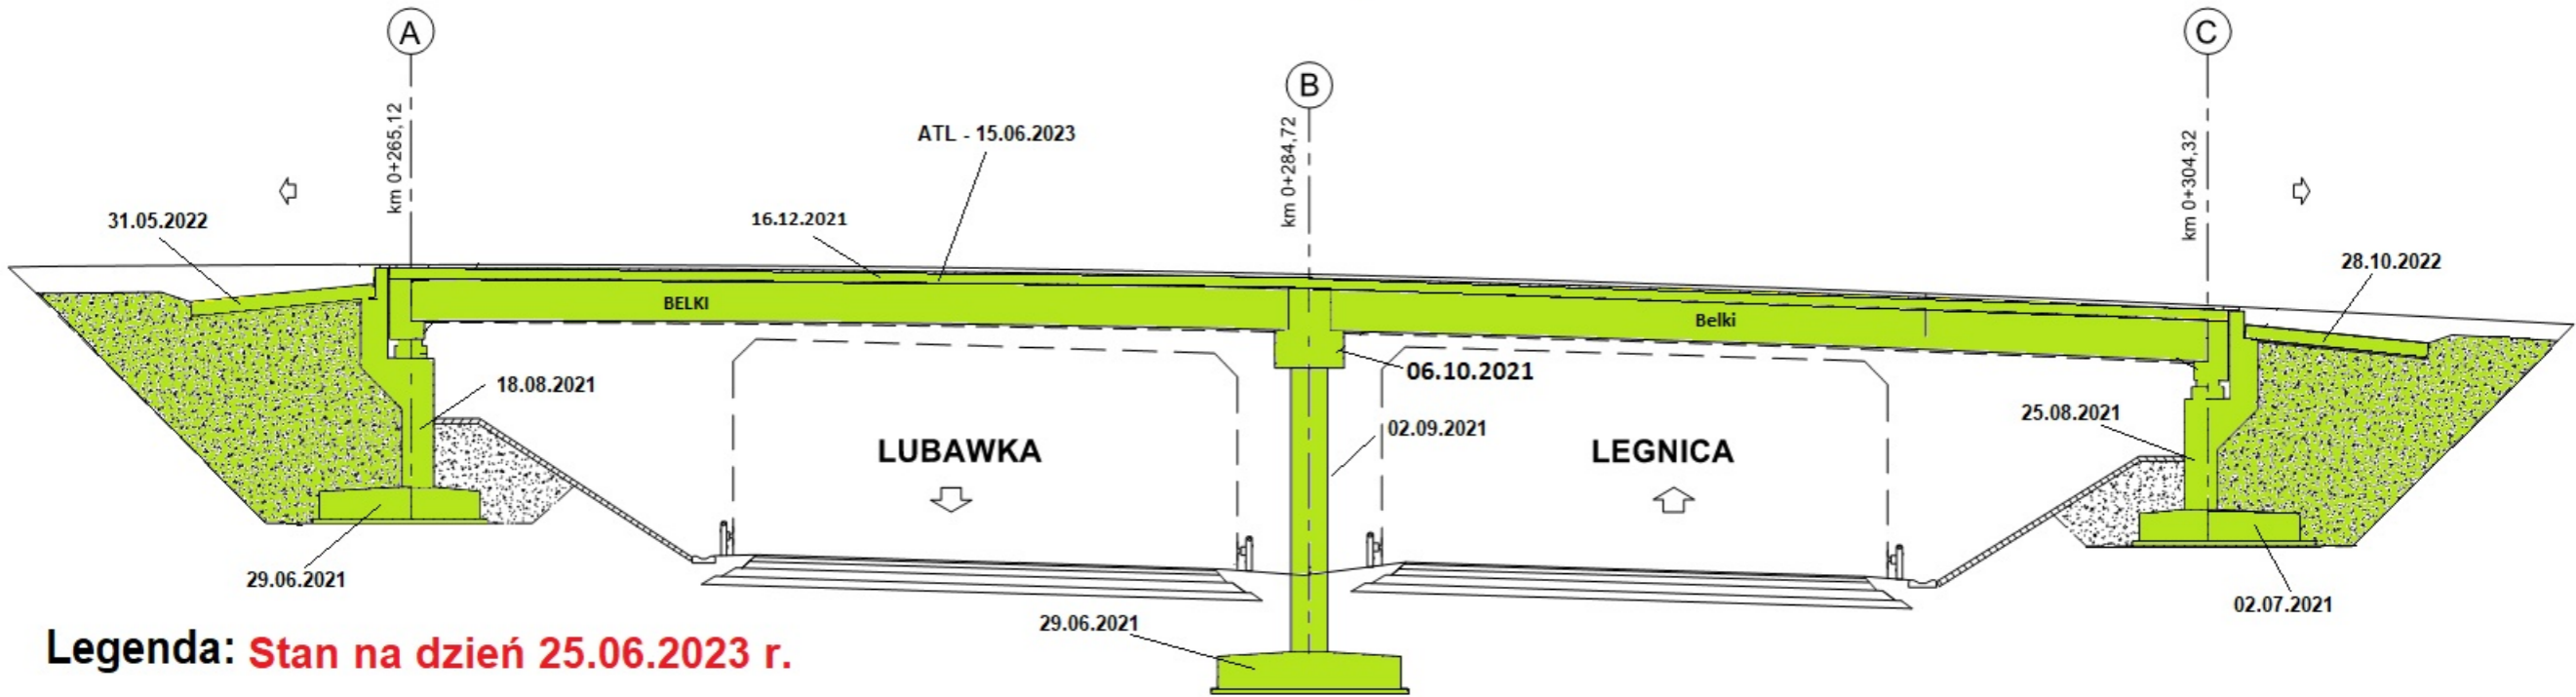 A
B
C
km 0+265,12
km 0+284,72
km 0+304,32
ATL - 15.06.2023
31.05.2022
16.12.2021
28.10.2022
BELKI
Belki
18.08.2021
06.10.2021
25.08.2021
02.09.2021
LUBAWKA
LEGNICA
29.06.2021
02.07.2021
29.06.2021
Legenda: Stan na dzień 25.06.2023 r.